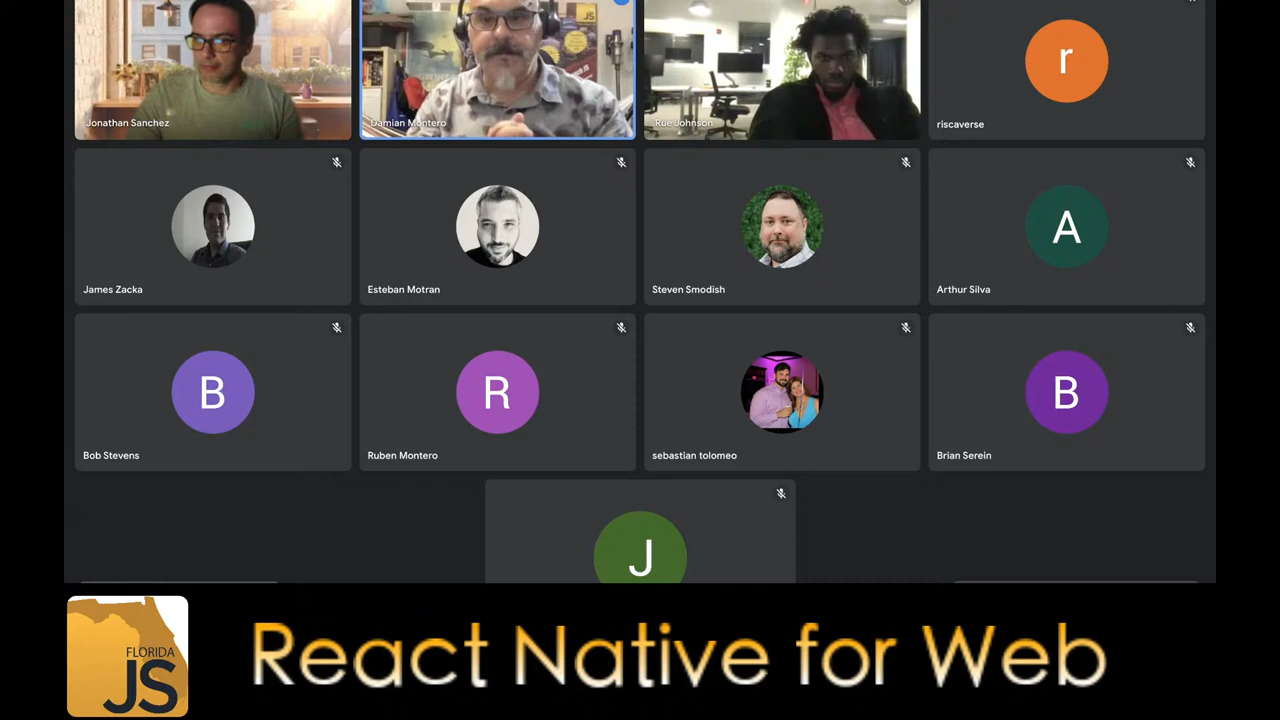 JS
Jonathan Sanchez
Damian Montero
Rue Johnson
r
riscaverse
James Zacka
Esteban Motran
Steven Smodish
A
Arthur Silva
B
Bob Stevens
R
Ruben Montero
sebastian tolomeo
B
Brian Serein
J
FLORIDA
JS
React Native for Web